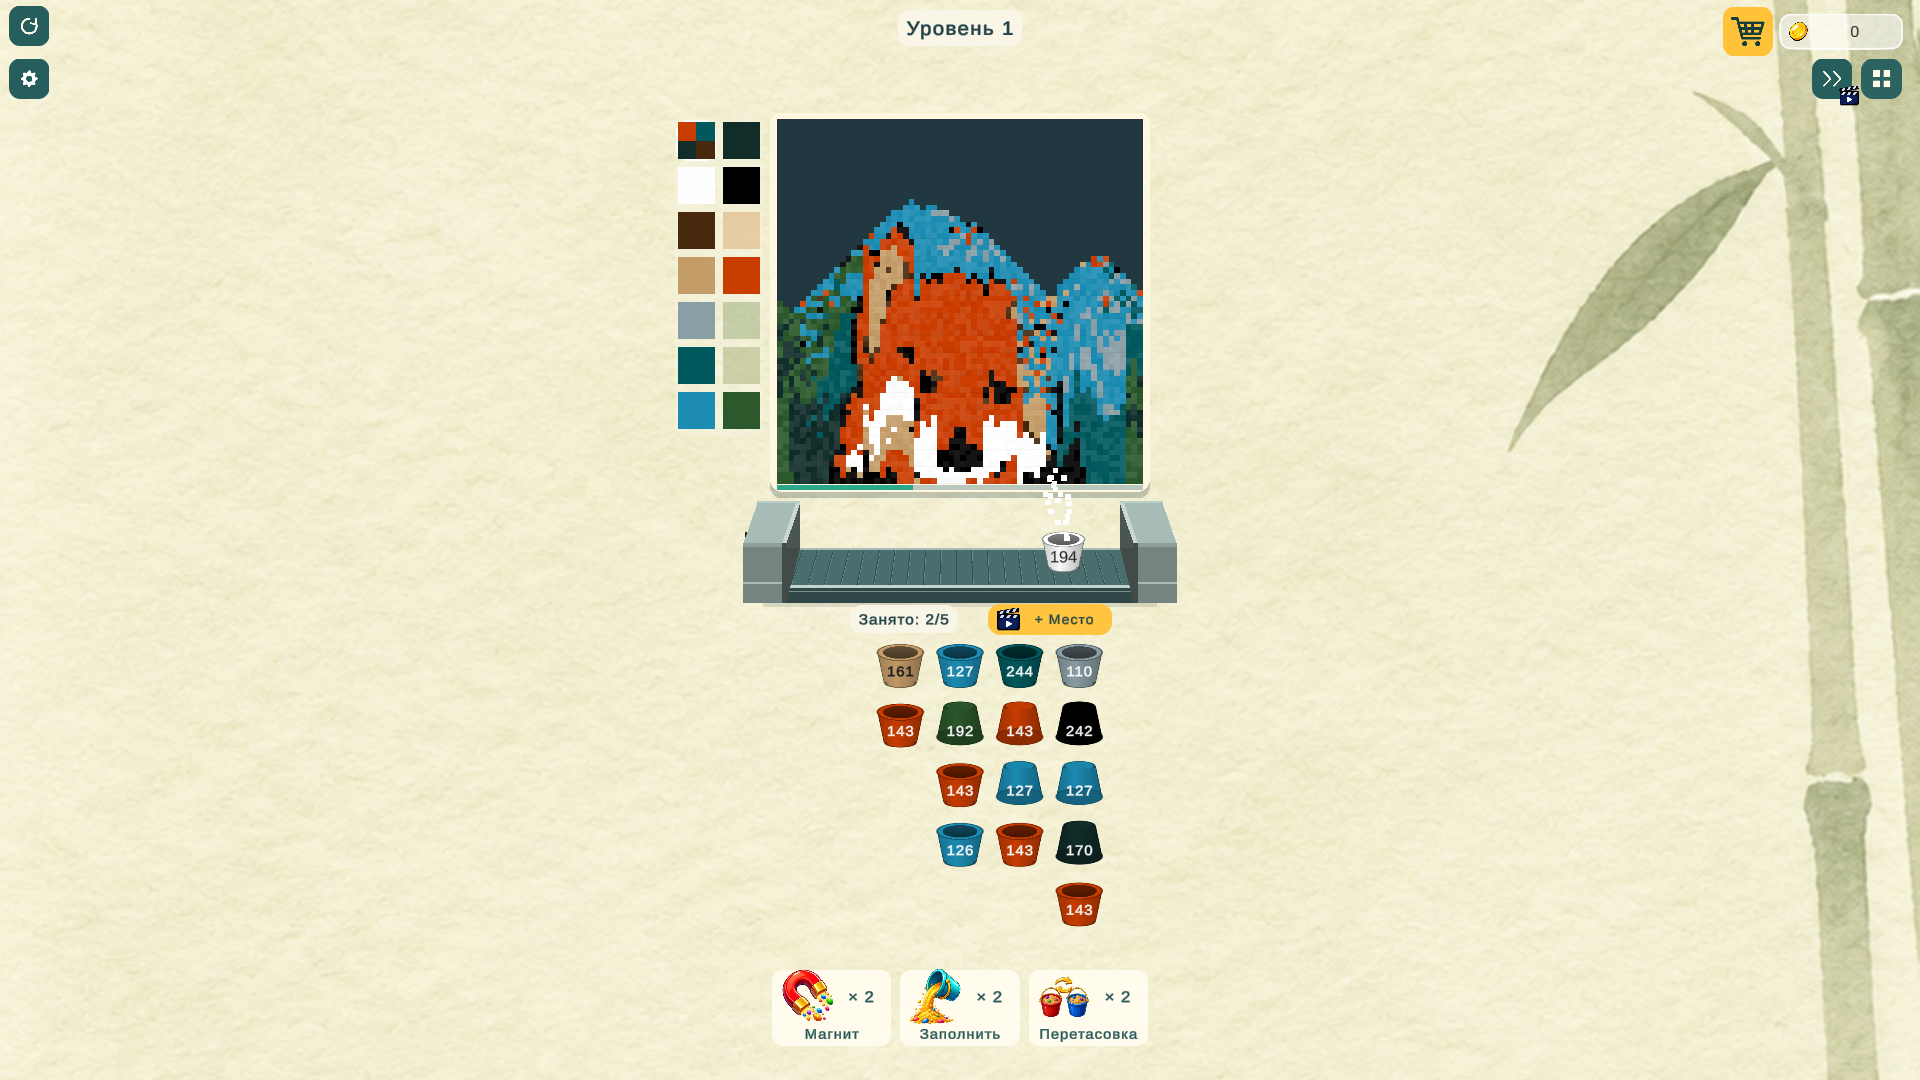 Уровень 1
0
194
Занято: 2/5
+ Место
161 127 244 110
143 192 143 242
143 127 127
126 143 170
143
× 2 × 2 × 2
Магнит Заполнить Перетасовка